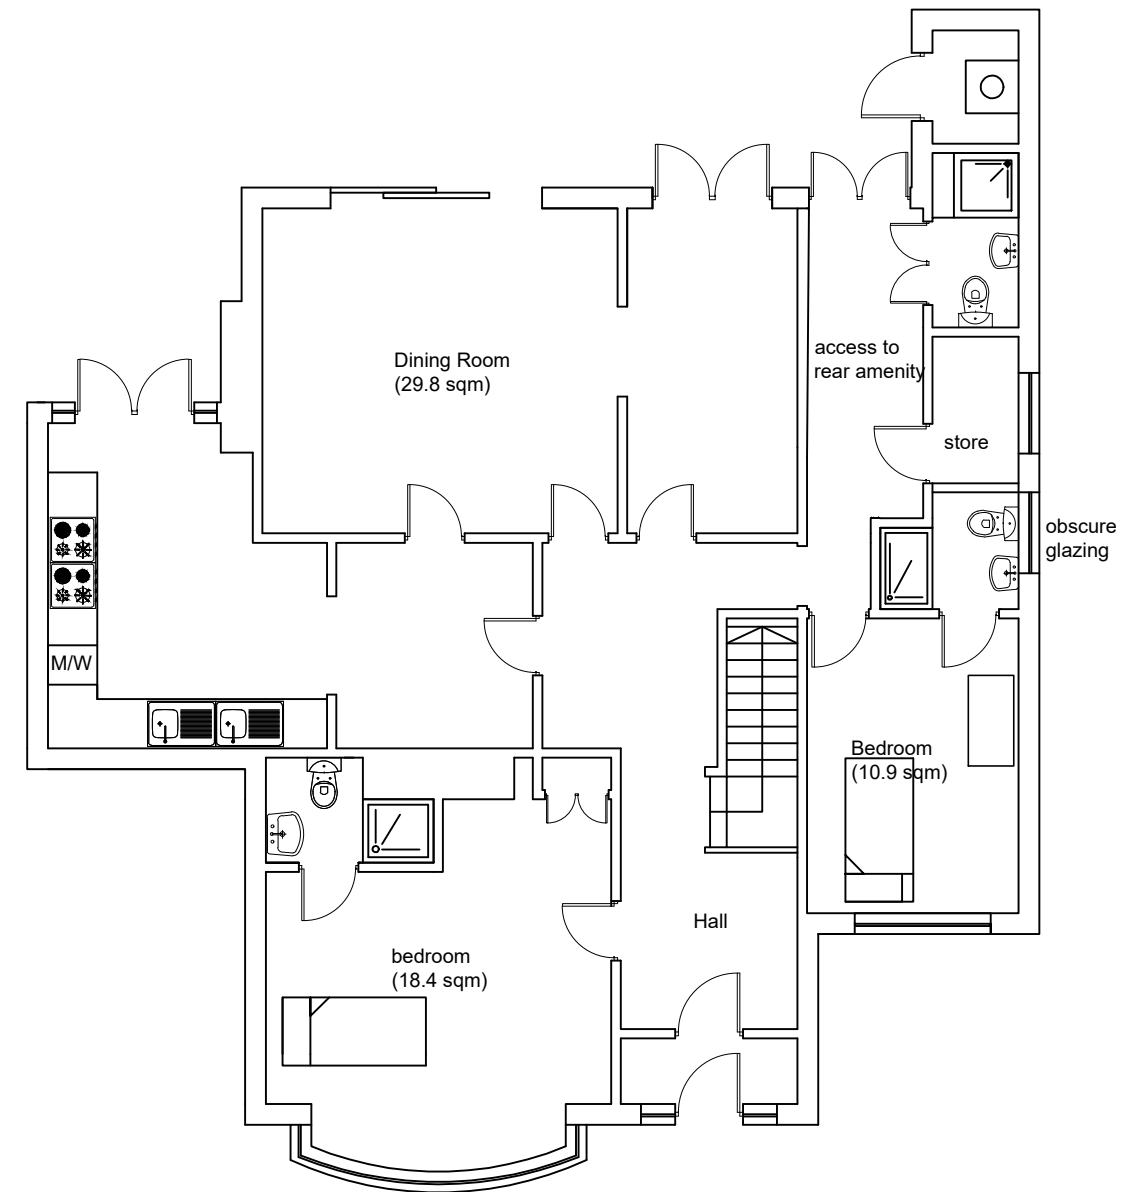 access to
rear amenity
Dining Room
(29.8 sqm)
store
obscure
glazing
M/W
Bedroom
(10.9 sqm)
Hall
bedroom
(18.4 sqm)